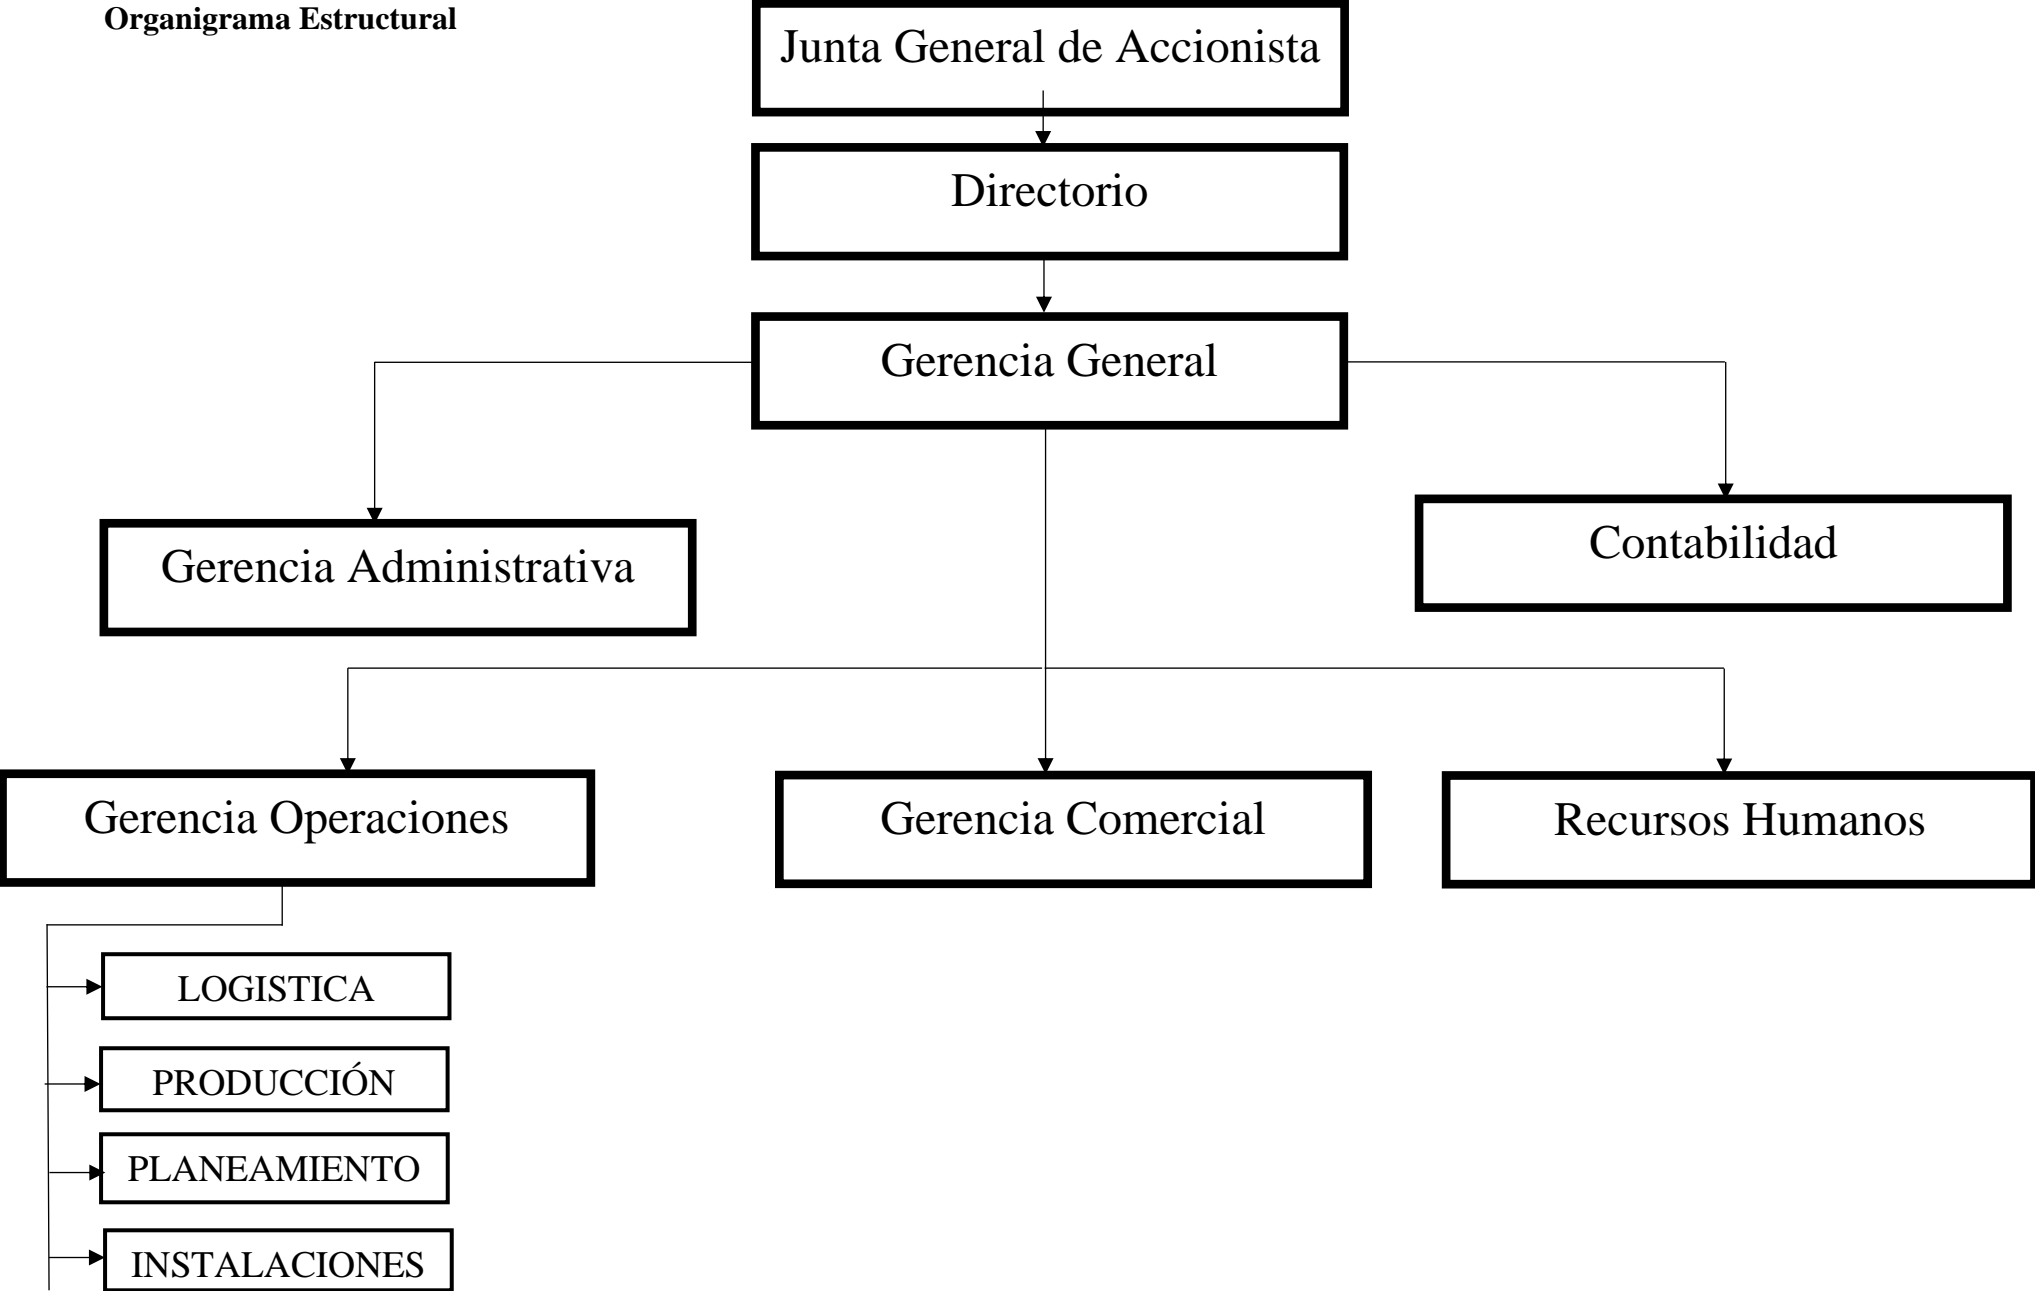 Organigrama Estructural
Junta General de Accionista
Directorio
Gerencia General
Gerencia Administrativa
Contabilidad
Gerencia Operaciones
Gerencia Comercial
Recursos Humanos
LOGISTICA
PRODUCCIÓN
PLANEAMIENTO
INSTALACIONES